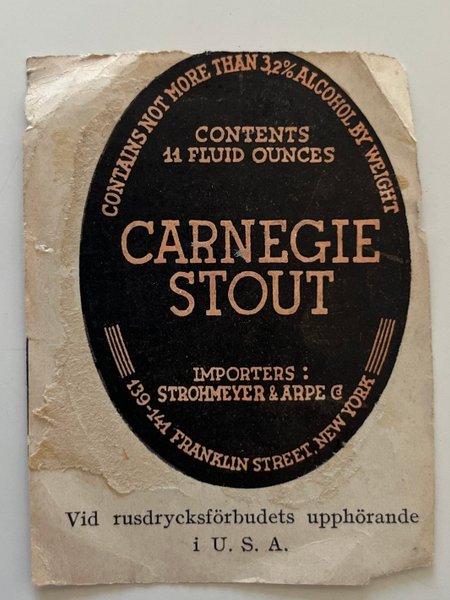 CONTAINS NOT MORE THAN 3,2% ALCOHOL BY WEIGHT
CONTENTS
11 FLUID OUNCES
CARNEGIE
STOUT
IMPORTERS:
STROHMEYER & ARPE Co
139-141 FRANKLIN STREET, NEW YORK
Vid rusdrycksförbudets upphörande
i U. S. A.